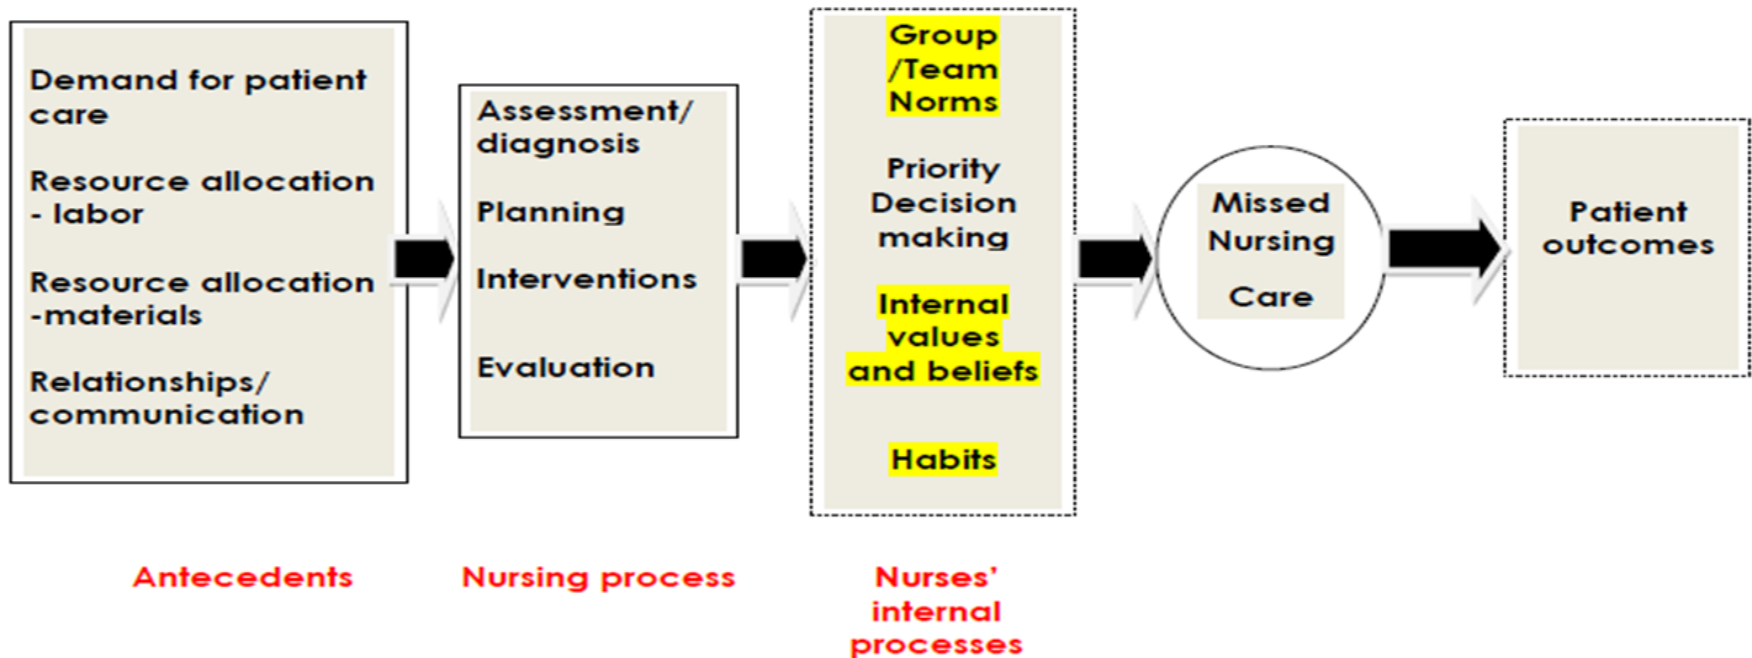 Demand for patient
care
Resource allocation
- labor
Resource allocation
-materials
Relationships/
communication
Assessment/
diagnosis
Planning
Interventions
Evaluation
Group
/Team
Norms
Priority
Decision
making
Internal
values
and beliefs
Habits
Missed
Nursing
Care
Patient
outcomes
Antecedents
Nursing process
Nurses’
internal
processes